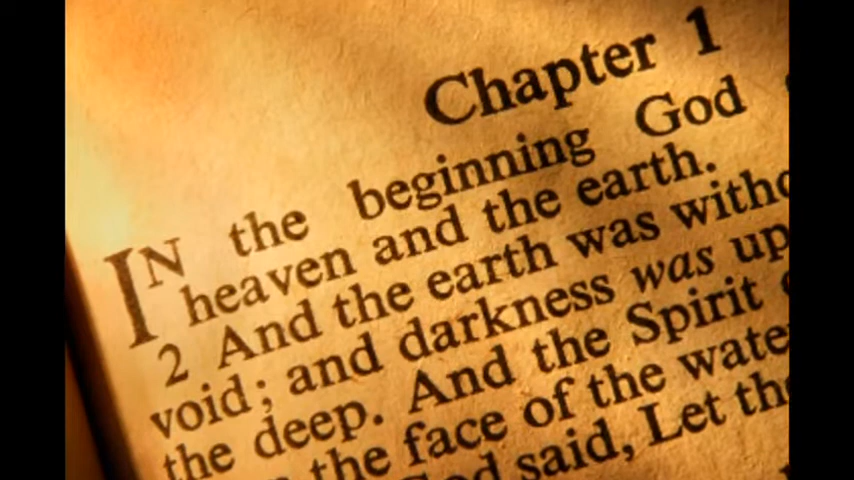 Chapter 1
IN the beginning God
heaven and the earth.
2 And the earth was witho
void; and darkness was up
the deep. And the Spirit
the face of the wate
God said, Let th